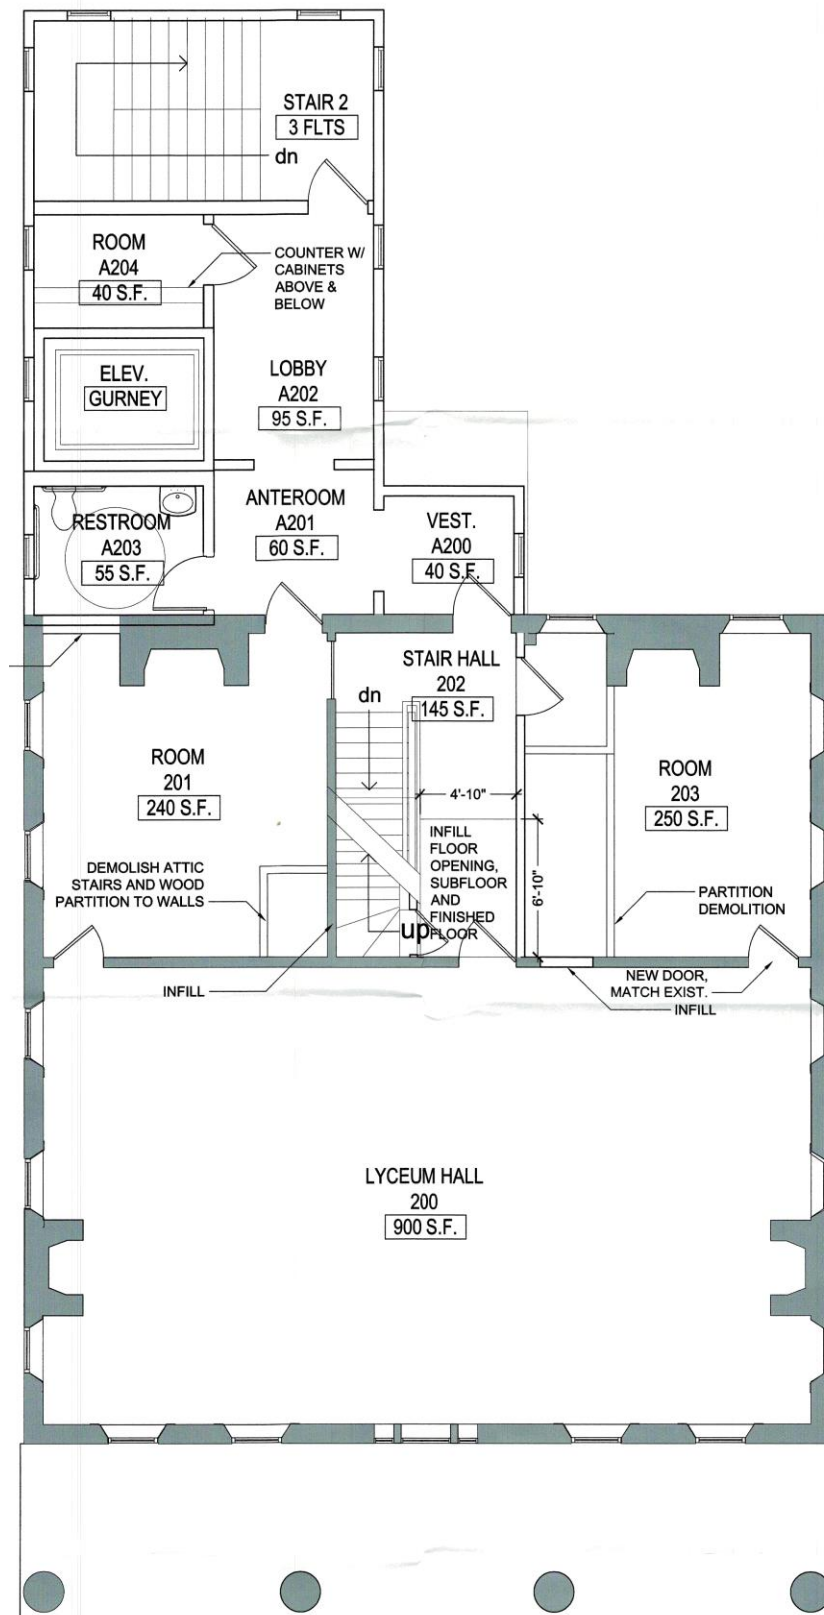 STAIR 2
3 FLTS
dn
ROOM
A204
40 S.F.
COUNTER W/
CABINETS
ABOVE &
BELOW
ELEV.
GURNEY
LOBBY
A202
95 S.F.
RESTROOM
A203
55 S.F.
ANTEROOM
A201
60 S.F.
VEST.
A200
40 S.F.
STAIR HALL
202
145 S.F.
dn
ROOM
201
240 S.F.
4'-10"
ROOM
203
250 S.F.
INFILL
FLOOR
OPENING,
SUBFLOOR
AND
FINISHED
FLOOR
6'-10"
DEMOLISH ATTIC
STAIRS AND WOOD
PARTITION TO WALLS
PARTITION
DEMOLITION
up
INFILL
NEW DOOR,
MATCH EXIST.
INFILL
LYCEUM HALL
200
900 S.F.